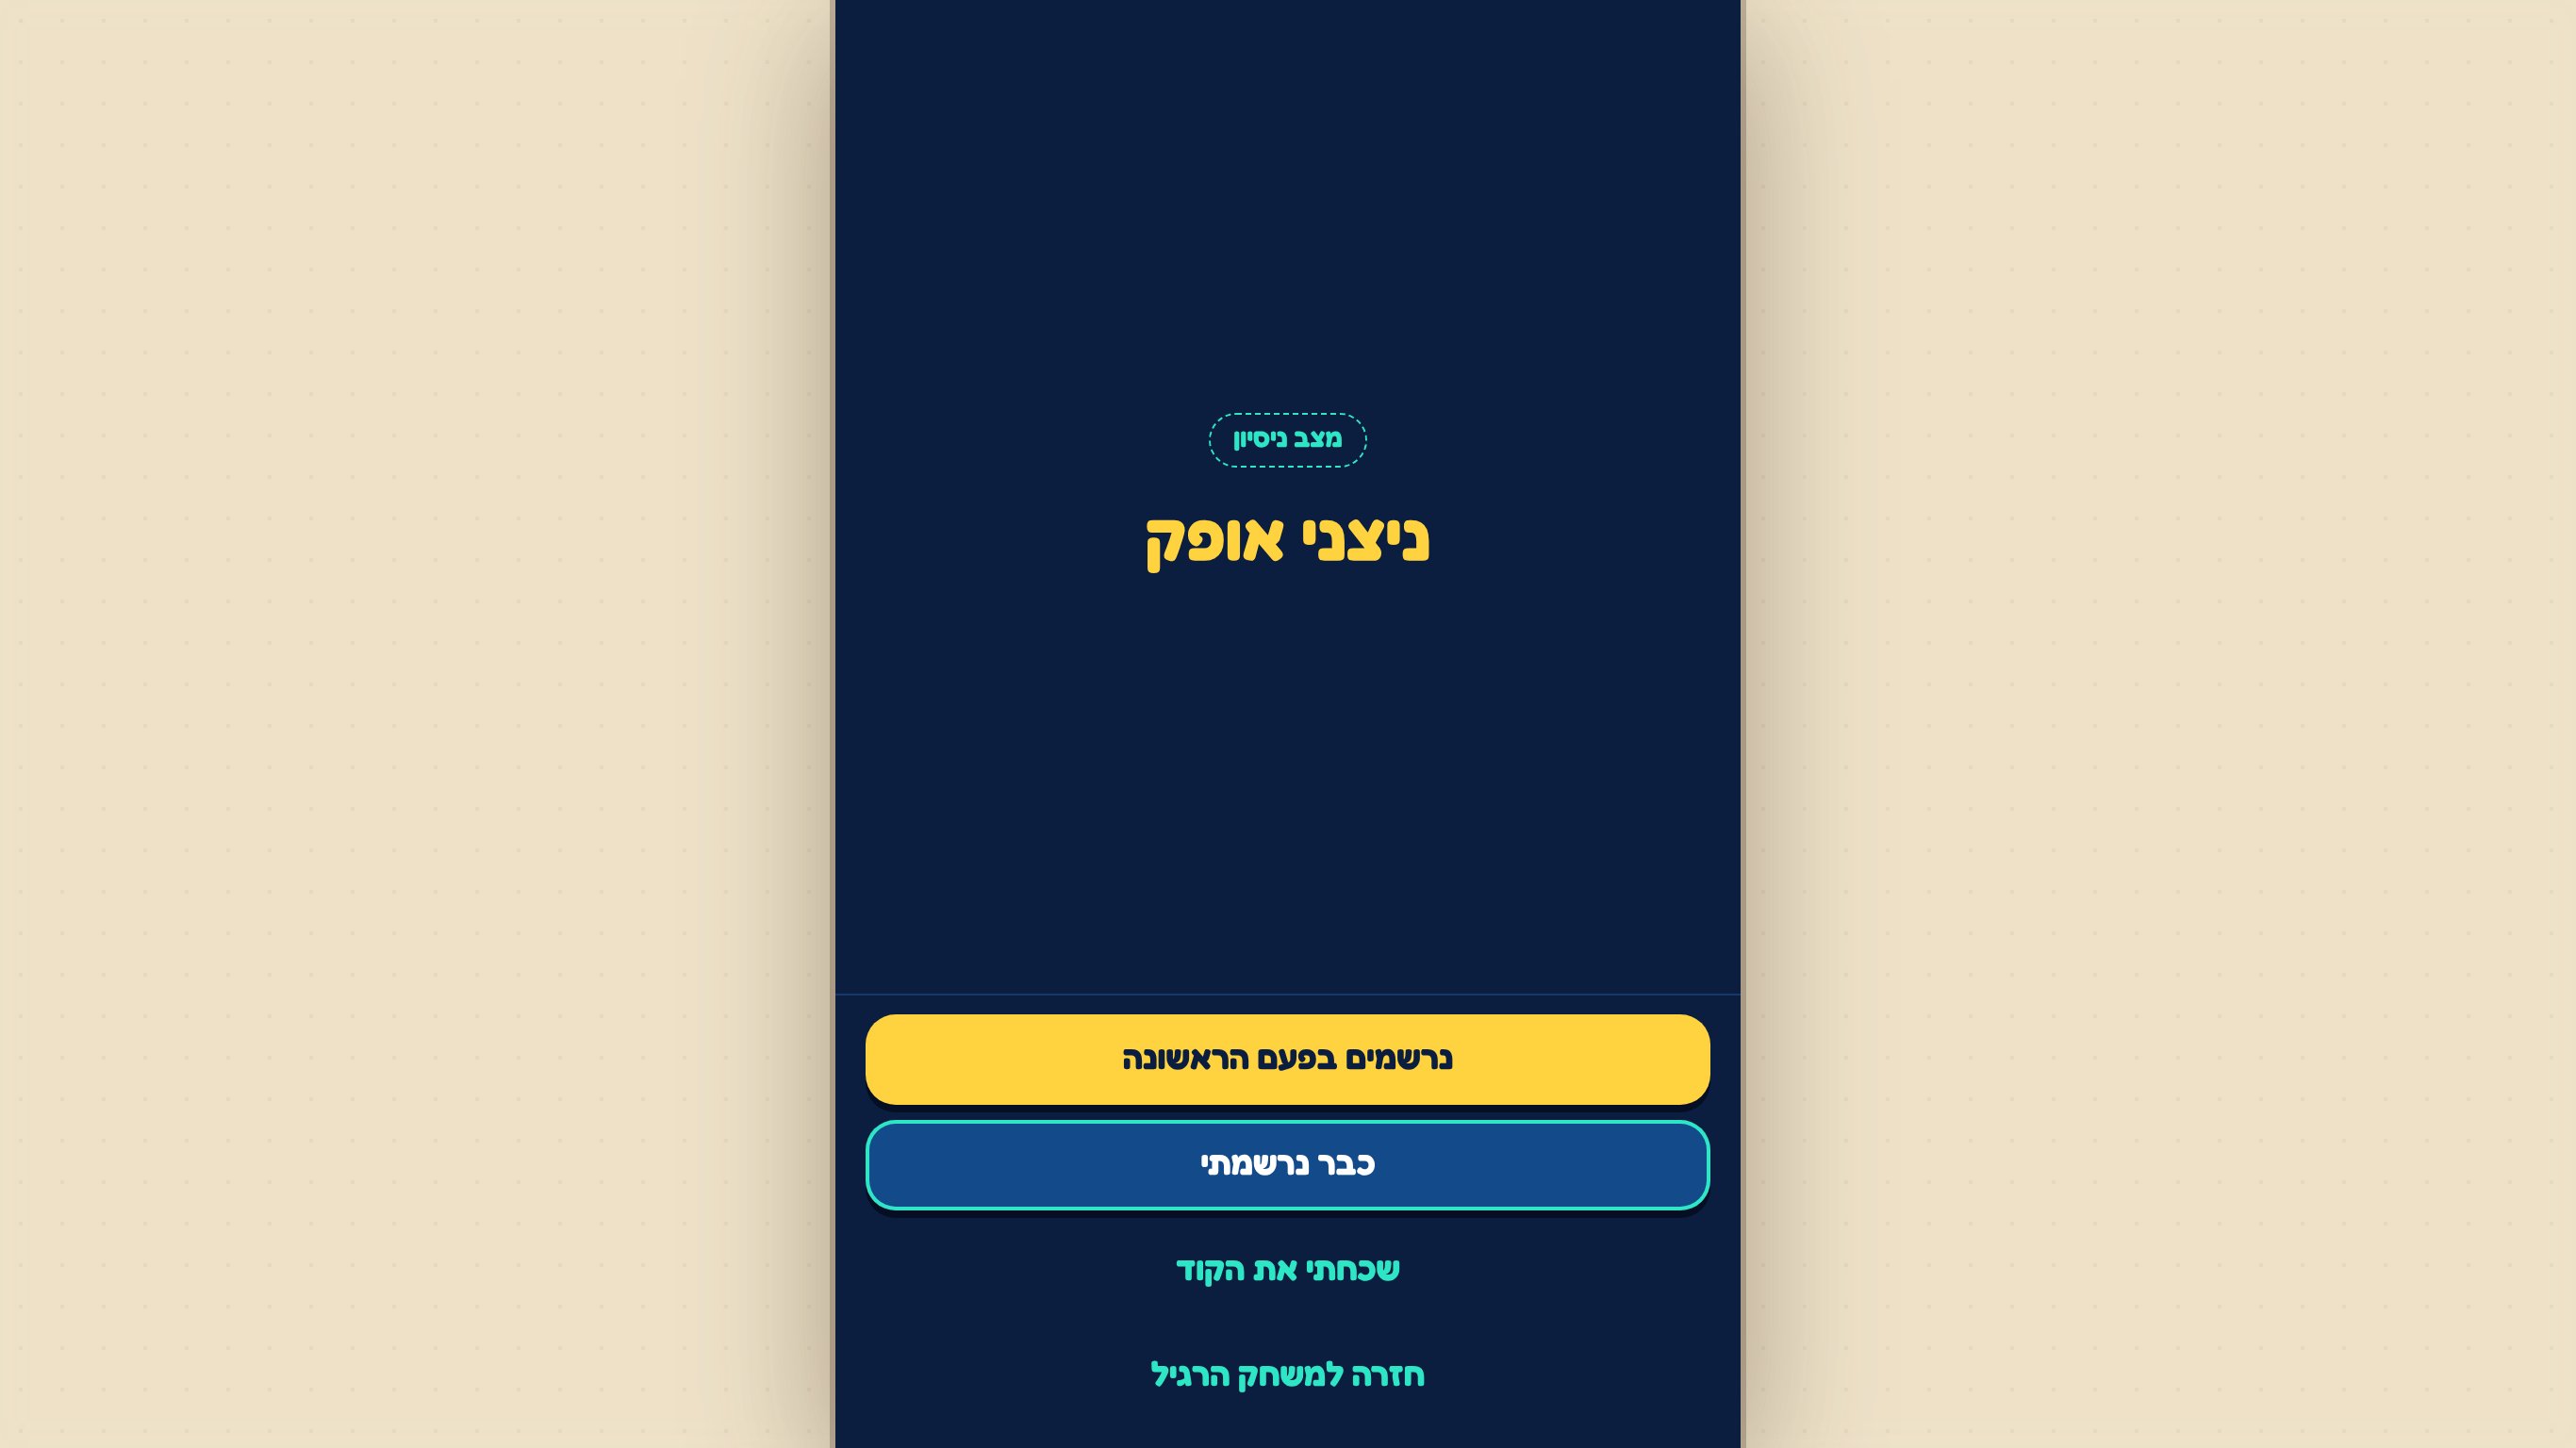 מצב ניסיון
ניצני אופק
נרשמים בפעם הראשונה
כבר נרשמתי
שכחתי את הקוד
חזרה למשחק הרגיל